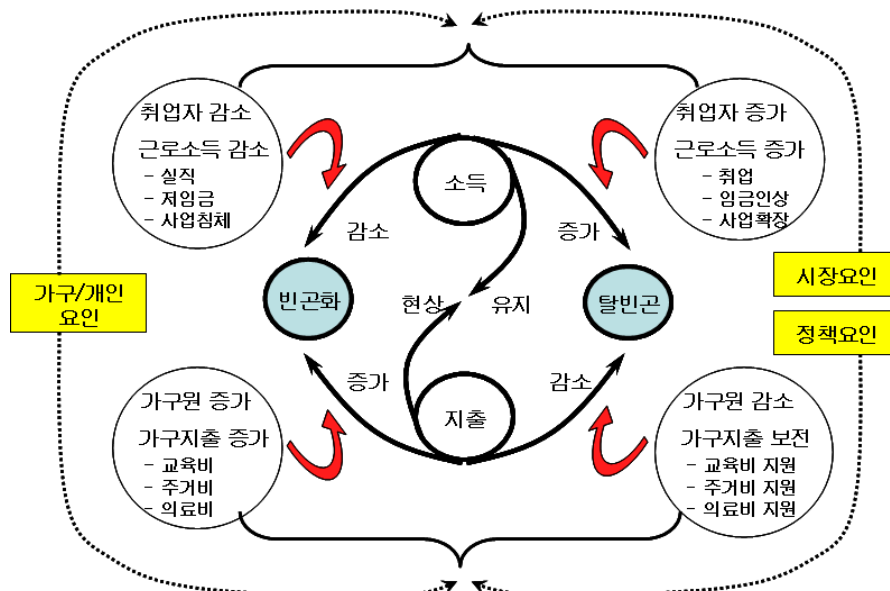 취업자 감소
근로소득 감소
- 실직
- 저임금
- 사업침체
취업자 증가
근로소득 증가
- 취업
- 임금인상
- 사업확장
소득
감소
증가
가구/개인
요인
빈곤화
현상
유지
탈빈곤
시장요인
정책요인
증가
감소
지출
가구원 증가
가구지출 증가
- 교육비
- 주거비
- 의료비
가구원 감소
가구지출 보전
- 교육비 지원
- 주거비 지원
- 의료비 지원